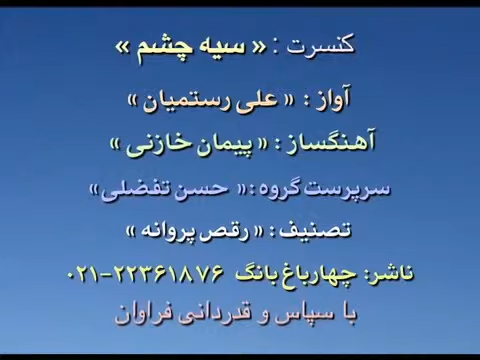 کنسرت : « سیه چشم »
آواز : « علی رستمیان »
آهنگساز : « پیمان خازنی »
سرپرست گروه :« حسن تفضلی»
تصنیف : « رقص پروانه »
ناشر: چهارباغ بانگ ۲۲۳۶۱۸۷۶-۰۲۱
با سپاس و قدردانی فراوان